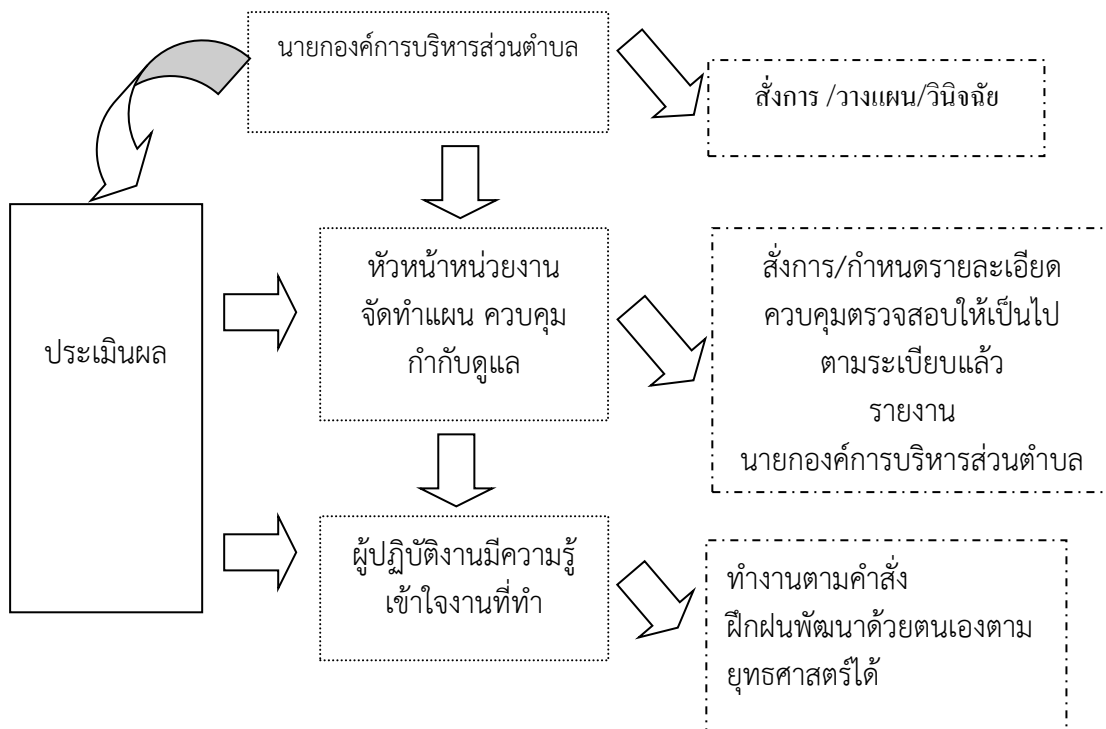 นายกองค์การบริหารส่วนตำบล
สั่งการ /วางแผน/วินิจฉัย
ประเมินผล
หัวหน้าหน่วยงาน
จัดทำแผน ควบคุม
กำกับดูแล
สั่งการ/กำหนดรายละเอียด
ควบคุมตรวจสอบให้เป็นไป
ตามระเบียบแล้ว
รายงาน
นายกองค์การบริหารส่วนตำบล
ผู้ปฏิบัติงานมีความรู้
เข้าใจงานที่ทำ
ทำงานตามคำสั่ง
ฝึกฝนพัฒนาด้วยตนเองตาม
ยุทธศาสตร์ได้